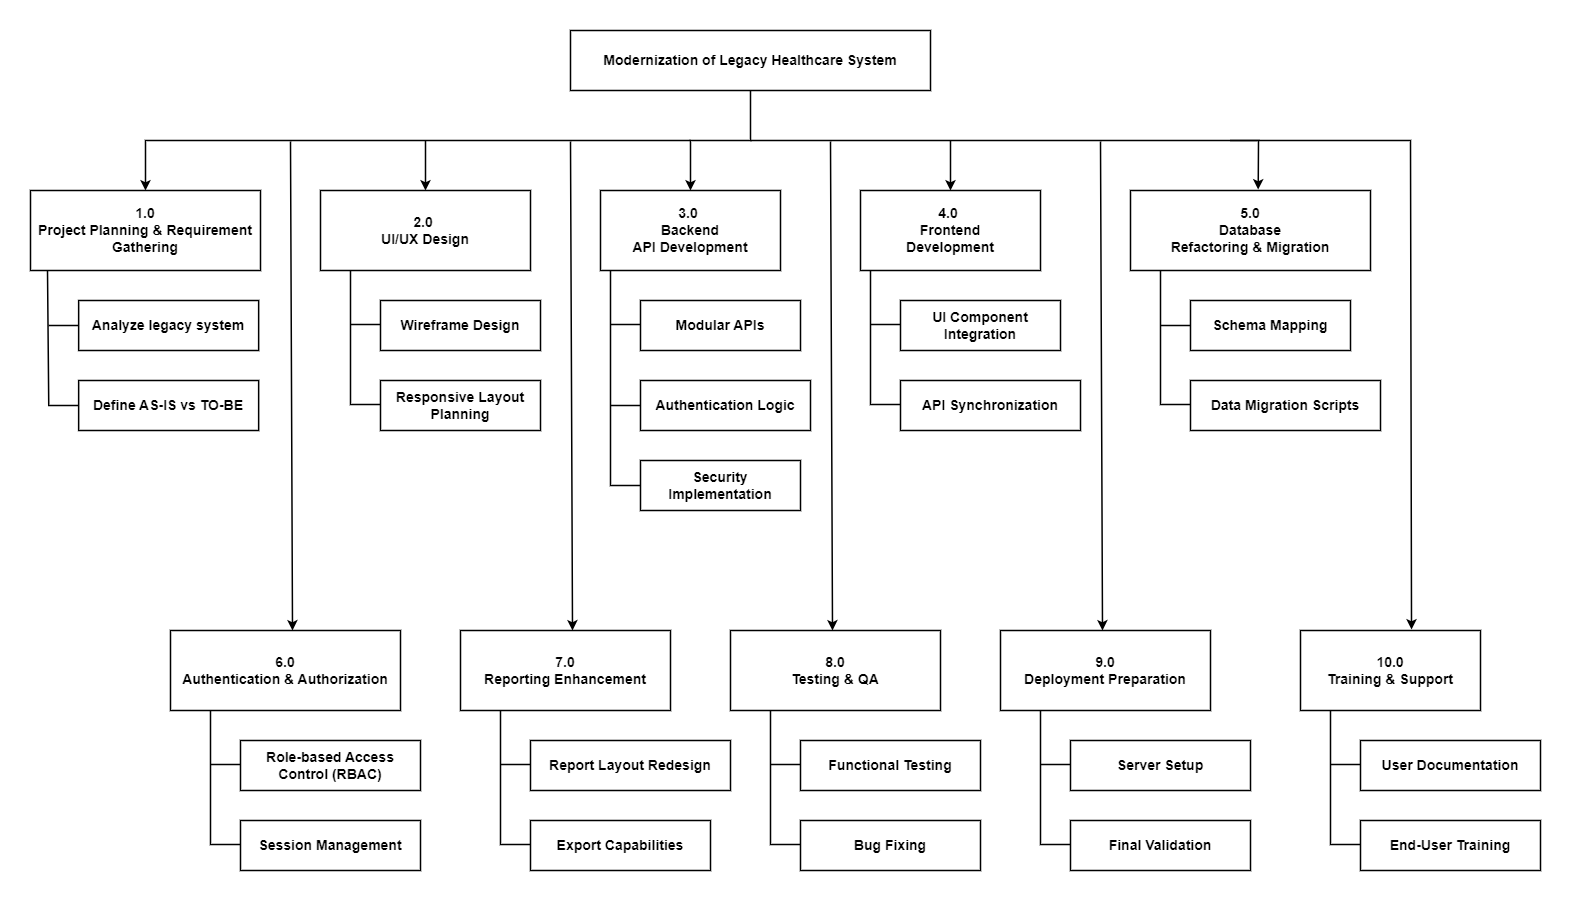 Modernization of Legacy Healthcare System
1.0
Project Planning & Requirement
Gathering
Analyze legacy system
Define AS-IS vs TO-BE
2.0
UI/UX Design
Wireframe Design
Responsive Layout
Planning
3.0
Backend
API Development
Modular APIs
Authentication Logic
Security
Implementation
4.0
Frontend
Development
UI Component
Integration
API Synchronization
5.0
Database
Refactoring & Migration
Schema Mapping
Data Migration Scripts
6.0
Authentication & Authorization
Role-based Access
Control (RBAC)
Session Management
7.0
Reporting Enhancement
Report Layout Redesign
Export Capabilities
8.0
Testing & QA
Functional Testing
Bug Fixing
9.0
Deployment Preparation
Server Setup
Final Validation
10.0
Training & Support
User Documentation
End-User Training